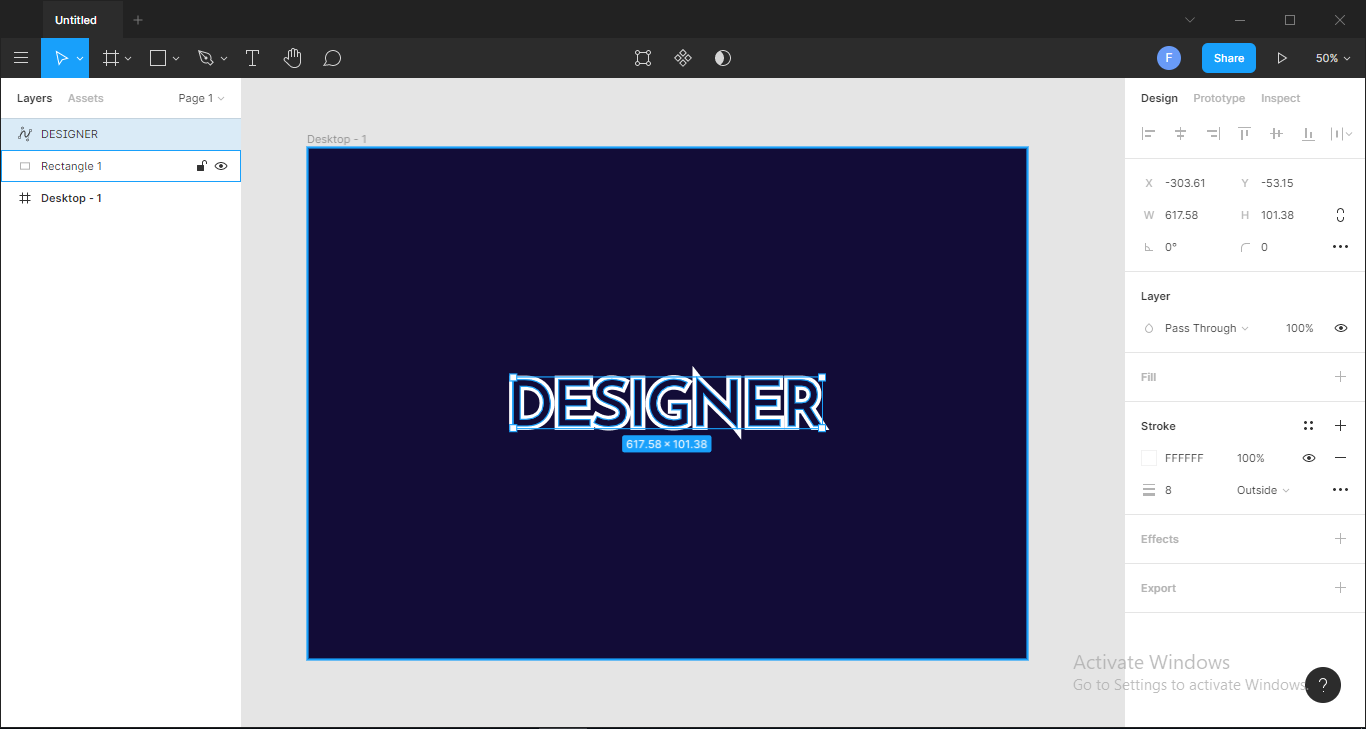 Untitled
F
Share
50%
Layers
Assets
Page 1
DESIGNER
Rectangle 1
Desktop - 1
Desktop - 1
DESIGNER
617.58 × 101.38
Design
Prototype
Inspect
X -303.61
Y -53.15
W 617.58
H 101.38
0°
0
Layer
Pass Through
100%
Fill
Stroke
FFFFFF
100%
8
Outside
Effects
Export
Activate Windows
Go to Settings to activate Windows.
?